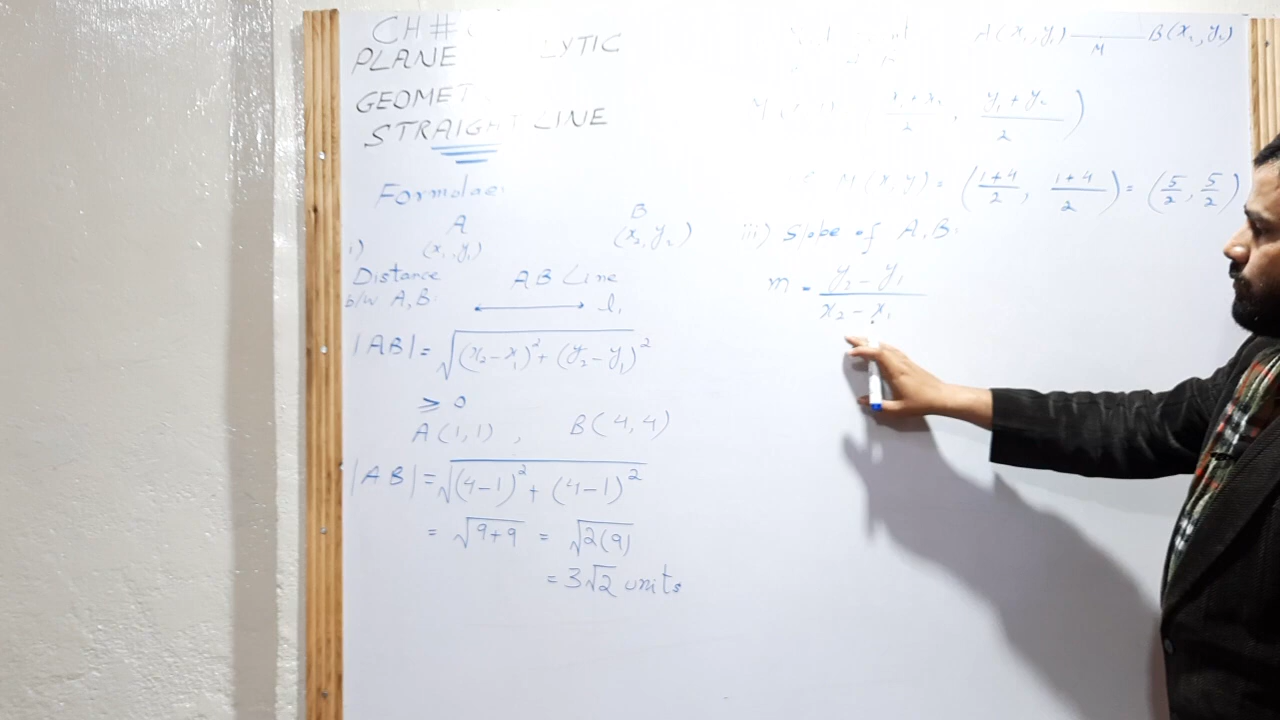 CH #
PLANE LYTIC
GEOMET
STRAIGHT LINE
Formulae:
A B
i) (x₁, y₁) (x₂, y₂)
Distance AB Line
b/w A, B: l₁
|AB| = √((x₂ - x₁)² + (y₂ - y₁)²)
≥ 0
A (1, 1) , B (4, 4)
|AB| = √((4-1)² + (4-1)²)
= √(9+9) = √(2(9))
= 3√2 units
A(x₁, y₁) M B(x₂, y₂)
(x₁ + x₂)/2 , (y₁ + y₂)/2 )
M(x, y) = ((1+4)/2, (1+4)/2) = (5/2, 5/2)
iii) Slope of A, B:
m = (y₂ - y₁)/(x₂ - x₁)